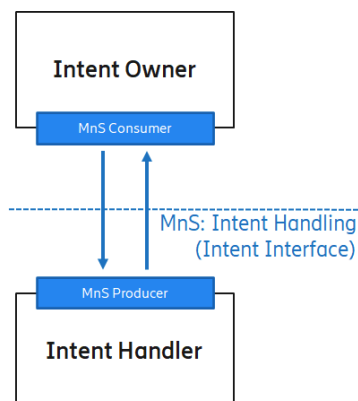 Intent Owner
MnS Consumer
MnS: Intent Handling
(Intent Interface)
MnS Producer
Intent Handler